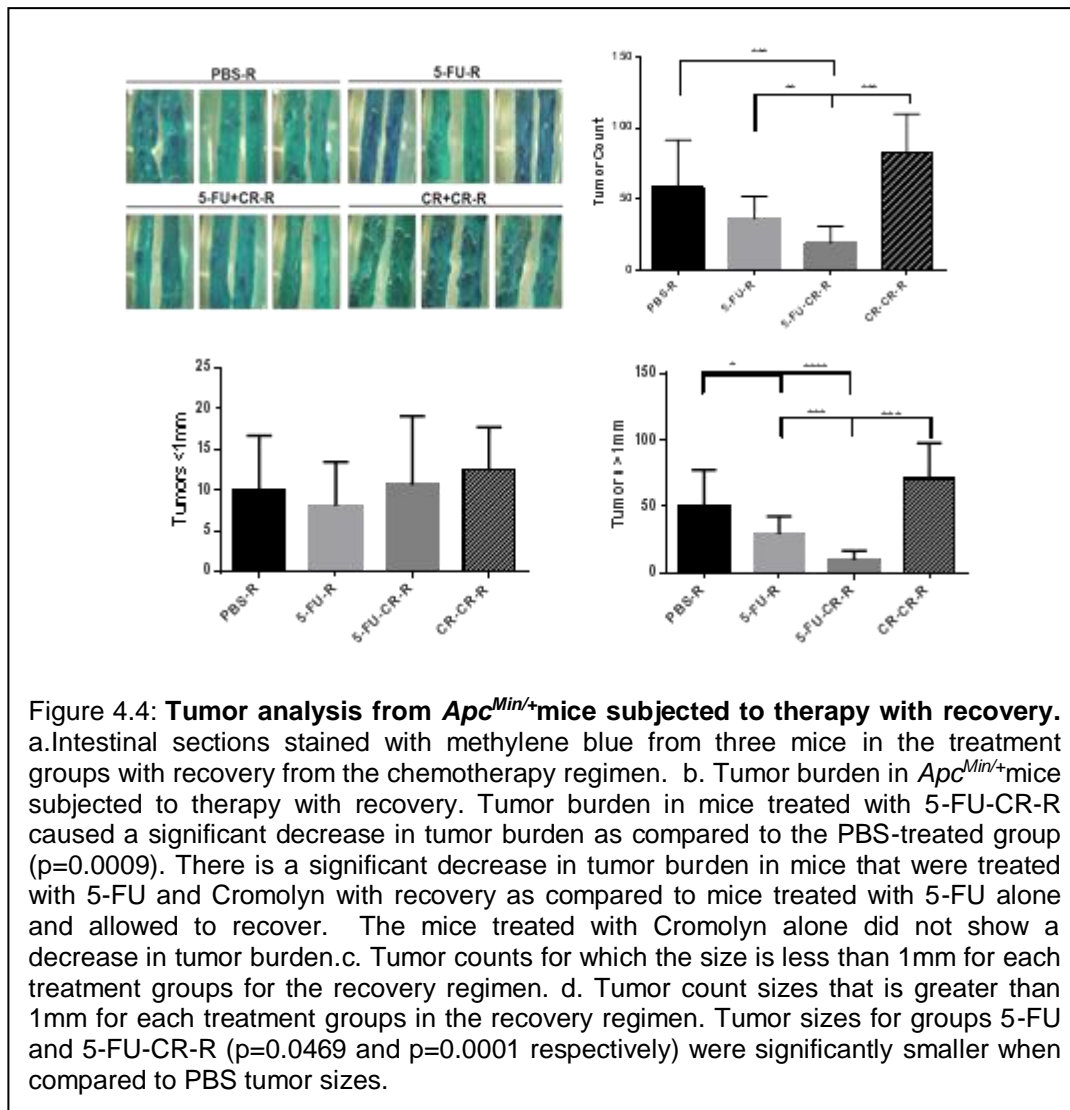 PBS-R
5-FU-R
5-FU+CR-R
CR+CR-R
150
100
50
0
Tumor Count
***
**
***
PBS-R
5-FU-R
5-FU-CR-R
CR-CR-R
25
20
15
10
5
0
Tumors <1mm
PBS-R
5-FU-R
5-FU-CR-R
CR-CR-R
150
100
50
0
Tumor s > 1mm
*
****
***
***
PBS-R
5-FU-R
5-FU-CR-R
CR-CR-R
Figure 4.4: Tumor analysis from Apc^Min/+mice subjected to therapy with recovery.
a.Intestinal sections stained with methylene blue from three mice in the treatment
groups with recovery from the chemotherapy regimen. b. Tumor burden in Apc^Min/+mice
subjected to therapy with recovery. Tumor burden in mice treated with 5-FU-CR-R
caused a significant decrease in tumor burden as compared to the PBS-treated group
(p=0.0009). There is a significant decrease in tumor burden in mice that were treated
with 5-FU and Cromolyn with recovery as compared to mice treated with 5-FU alone
and allowed to recover. The mice treated with Cromolyn alone did not show a
decrease in tumor burden.c. Tumor counts for which the size is less than 1mm for each
treatment groups for the recovery regimen. d. Tumor count sizes that is greater than
1mm for each treatment groups in the recovery regimen. Tumor sizes for groups 5-FU
and 5-FU-CR-R (p=0.0469 and p=0.0001 respectively) were significantly smaller when
compared to PBS tumor sizes.